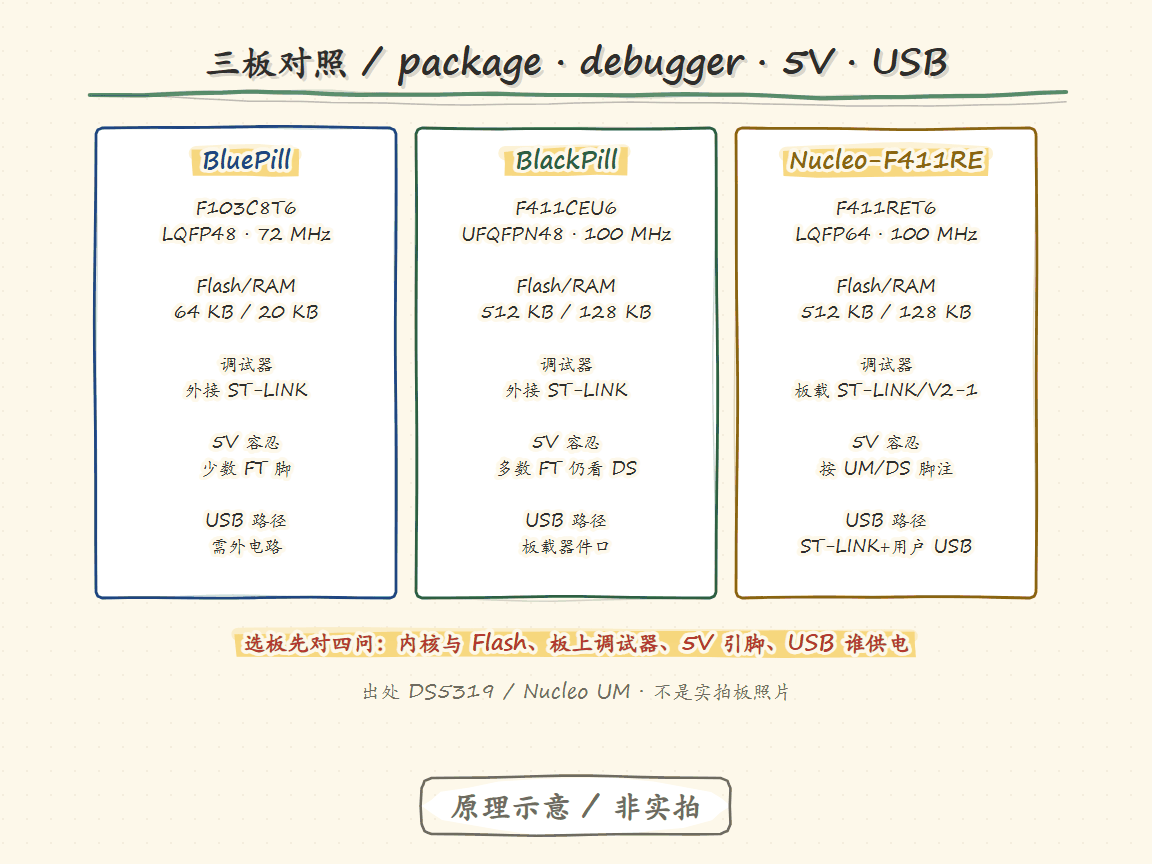 三板对照 / package · debugger · 5V · USB
BluePill
F103C8T6
LQFP48 · 72 MHz
Flash/RAM
64 KB / 20 KB
调试器
外接 ST-LINK
5V 容忍
少数 FT 脚
USB 路径
需外电路
BlackPill
F411CEU6
UFQFPN48 · 100 MHz
Flash/RAM
512 KB / 128 KB
调试器
外接 ST-LINK
5V 容忍
多数 FT 仍看 DS
USB 路径
板载器件口
Nucleo-F411RE
F411RET6
LQFP64 · 100 MHz
Flash/RAM
512 KB / 128 KB
调试器
板载 ST-LINK/V2-1
5V 容忍
按 UM/DS 脚注
USB 路径
ST-LINK+用户 USB
选板先对四问：内核与 Flash、板上调试器、5V 引脚、USB 谁供电
出处 DS5319 / Nucleo UM · 不是实拍板照片
原理示意 / 非实拍